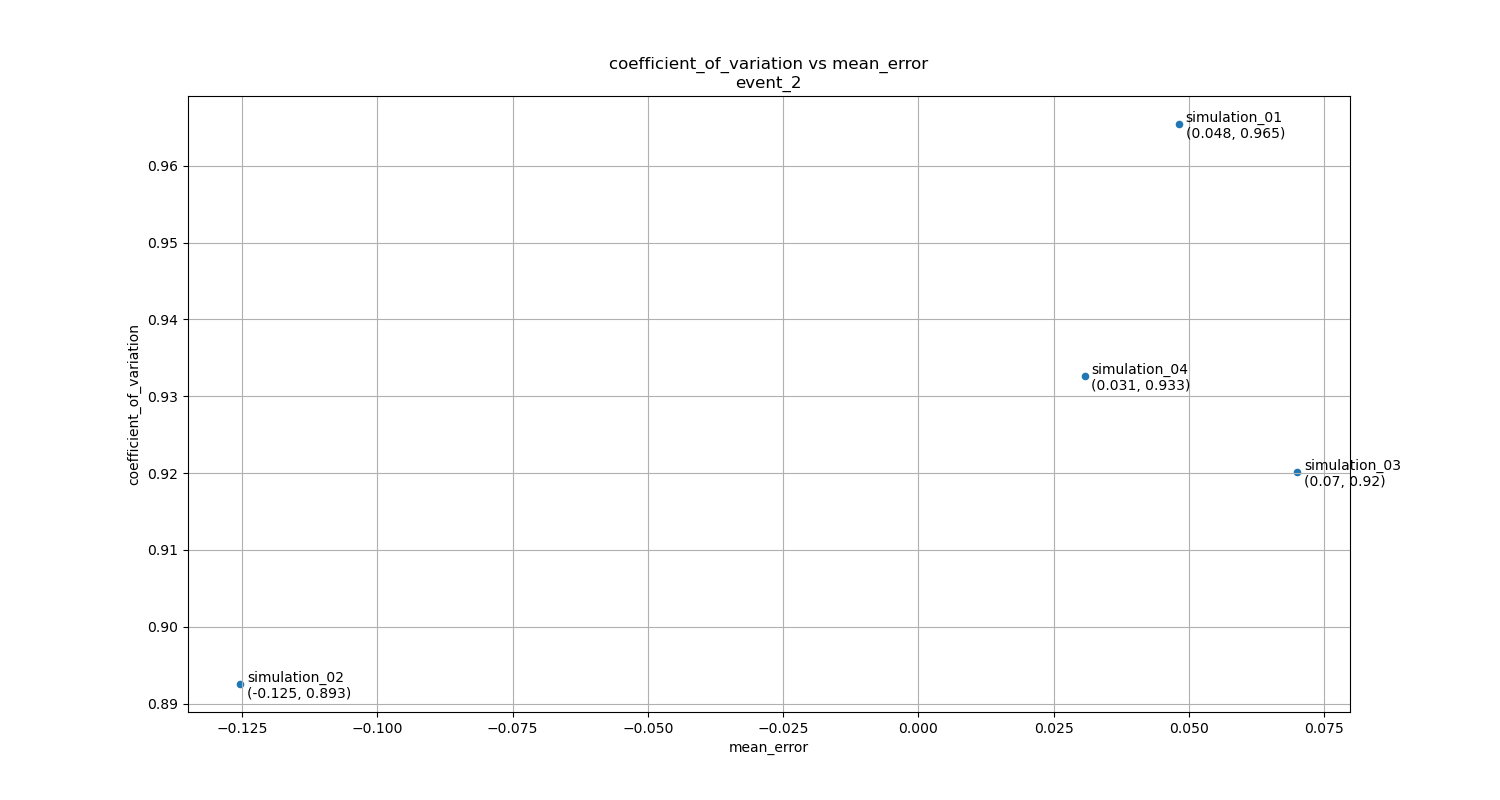 coefficient_of_variation vs mean_error
event_2
simulation_01
(0.048, 0.965)
0.96
0.95
0.94
simulation_04
(0.031, 0.933)
0.93
coefficient_of_variation
simulation_03
(0.07, 0.92)
0.92
0.91
0.90
simulation_02
(-0.125, 0.893)
0.89
−0.125
−0.100
−0.075
−0.050
−0.025
0.000
0.025
0.050
0.075
mean_error